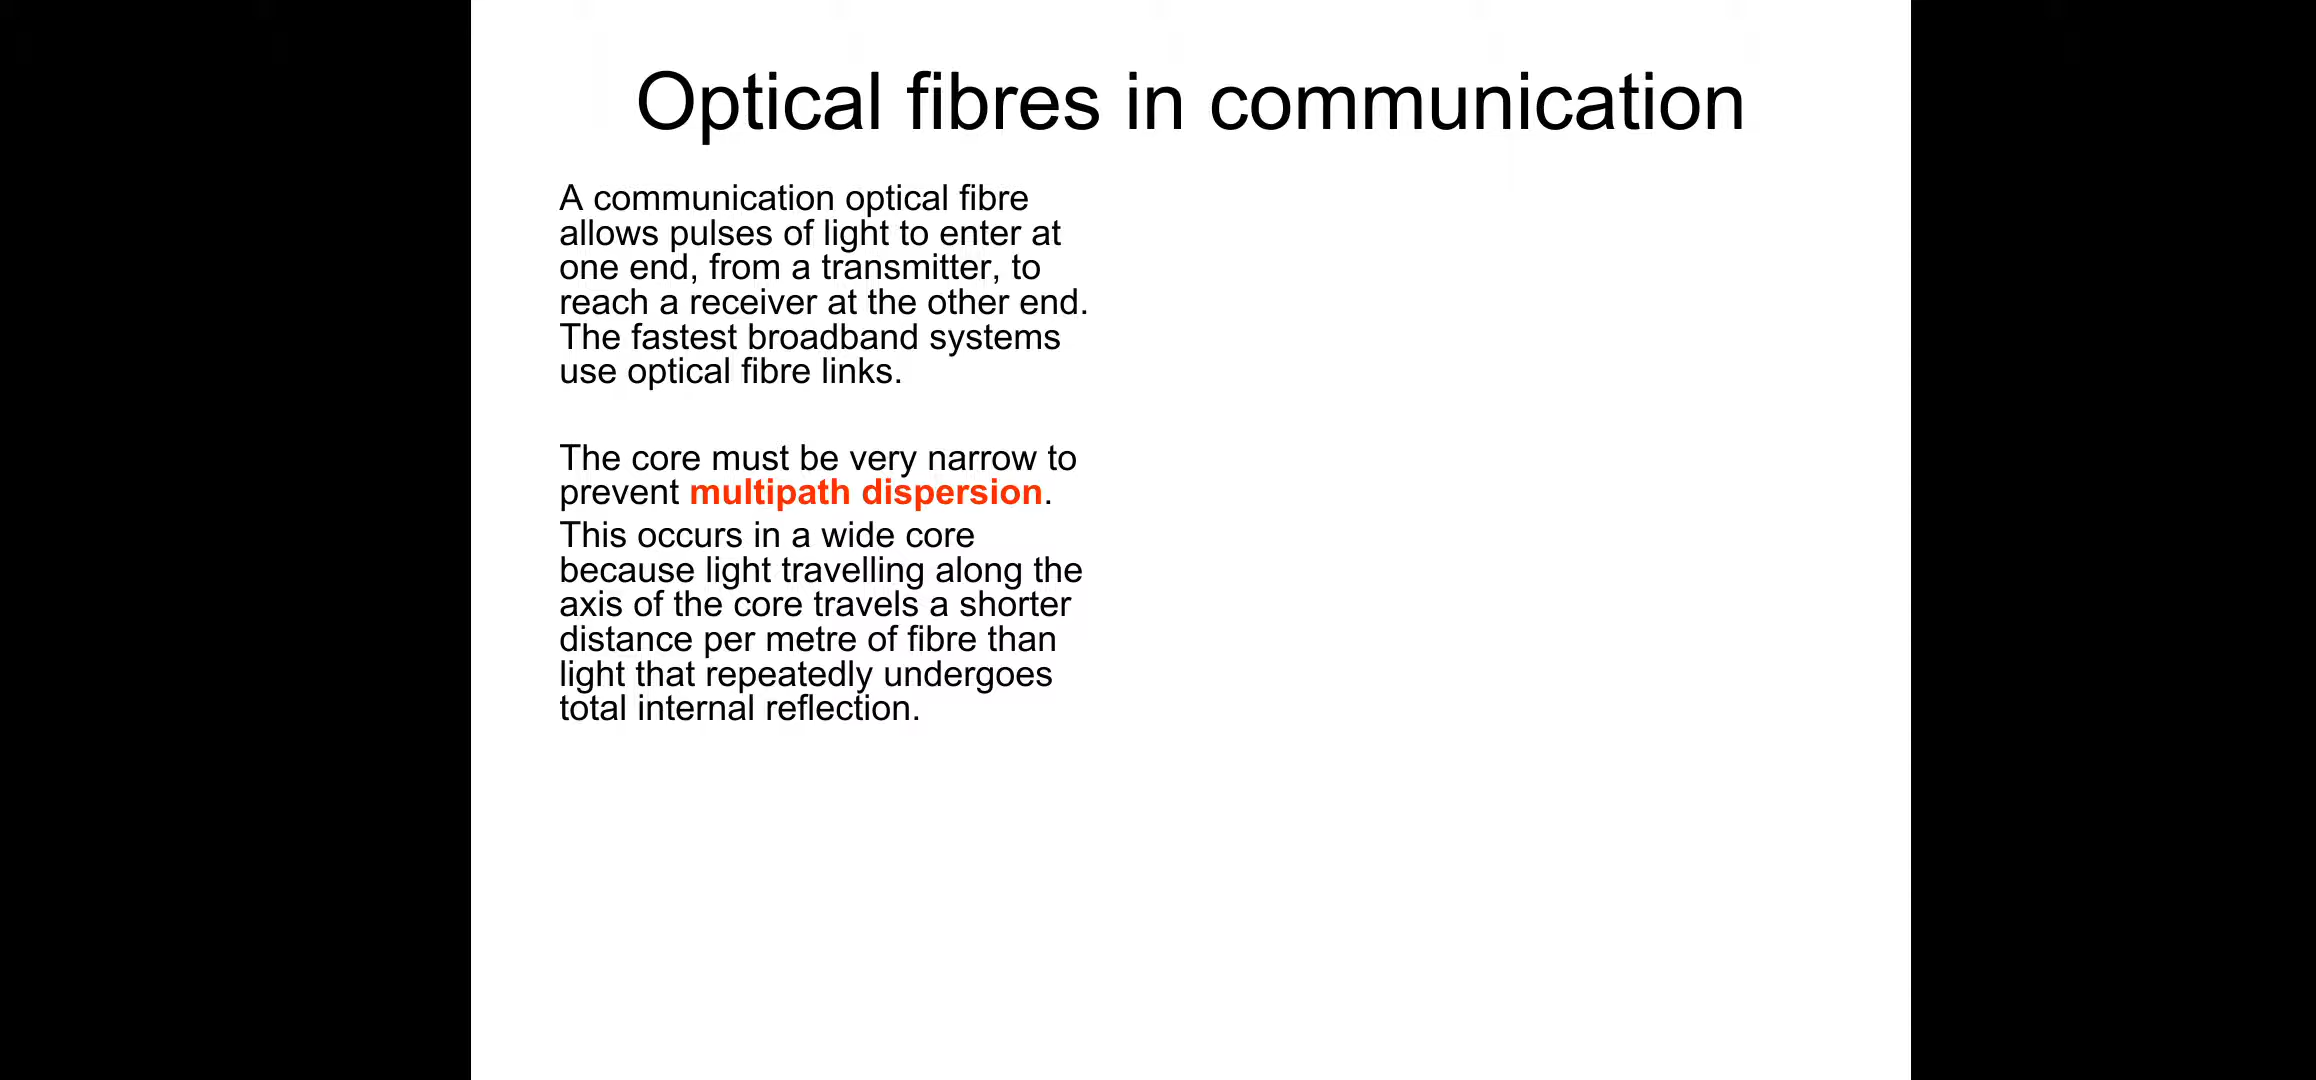 Optical fibres in communication
A communication optical fibre
allows pulses of light to enter at
one end, from a transmitter, to
reach a receiver at the other end.
The fastest broadband systems
use optical fibre links.
The core must be very narrow to
prevent multipath dispersion.
This occurs in a wide core
because light travelling along the
axis of the core travels a shorter
distance per metre of fibre than
light that repeatedly undergoes
total internal reflection.